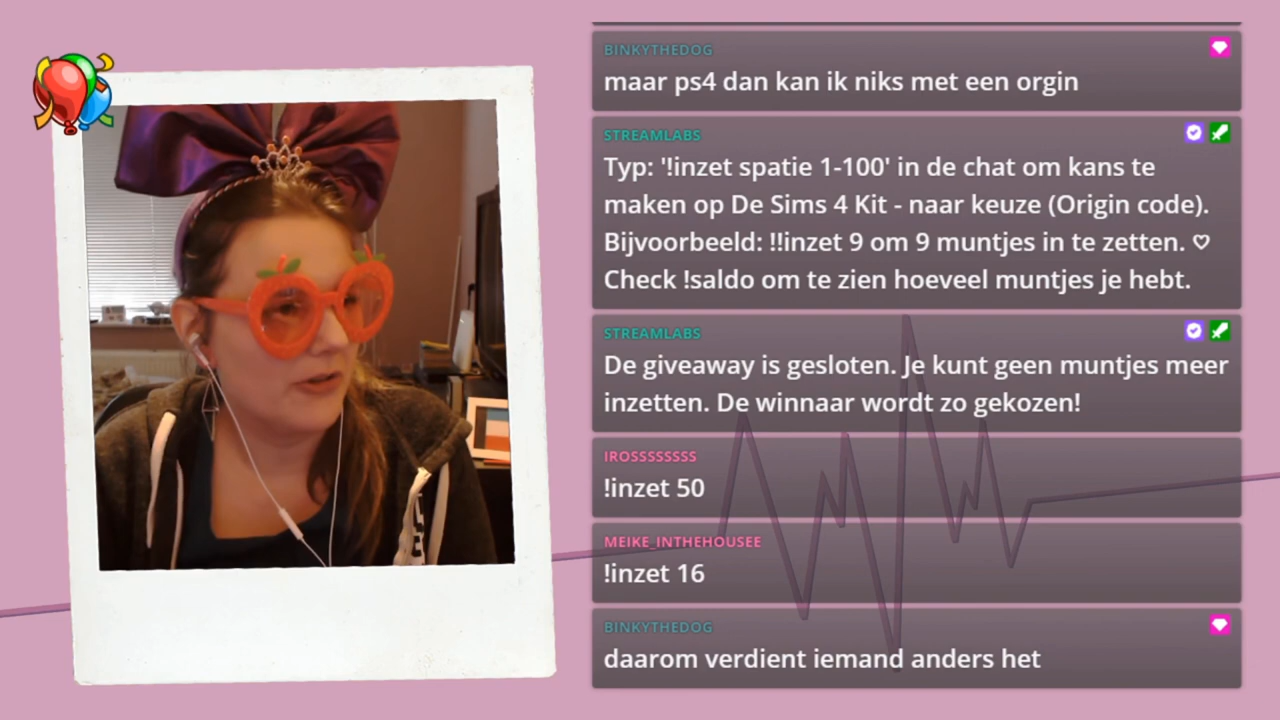 BINKYTHEDOG
maar ps4 dan kan ik niks met een orgin
STREAMLABS
Typ: '!inzet spatie 1-100' in de chat om kans te
maken op De Sims 4 Kit - naar keuze (Origin code).
Bijvoorbeeld: !!inzet 9 om 9 muntjes in te zetten. ♡
Check !saldo om te zien hoeveel muntjes je hebt.
STREAMLABS
De giveaway is gesloten. Je kunt geen muntjes meer
inzetten. De winnaar wordt zo gekozen!
IROSSSSSSSS
!inzet 50
MEIKE_INTHEHOUSEE
!inzet 16
BINKYTHEDOG
daarom verdient iemand anders het